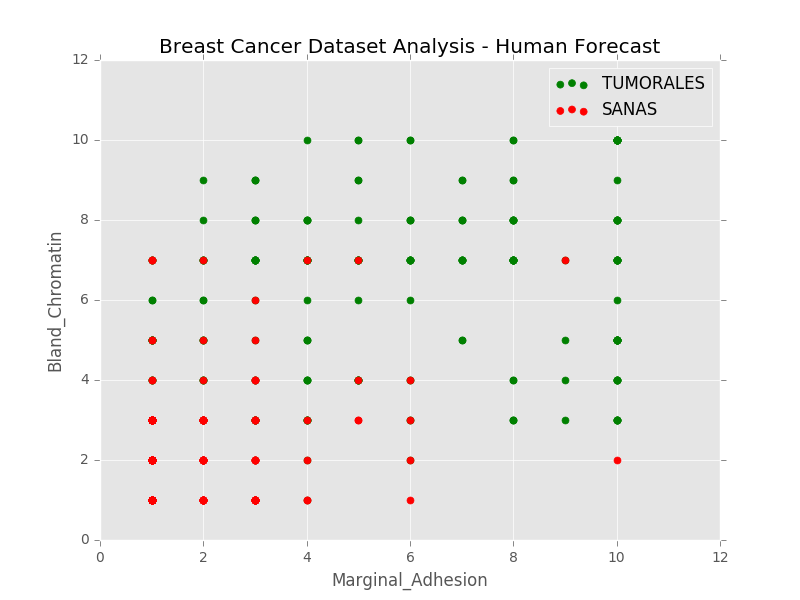 Breast Cancer Dataset Analysis - Human Forecast
TUMORALES
SANAS
12
10
8
6
4
2
0
Bland_Chromatin
0 2 4 6 8 10 12
Marginal_Adhesion